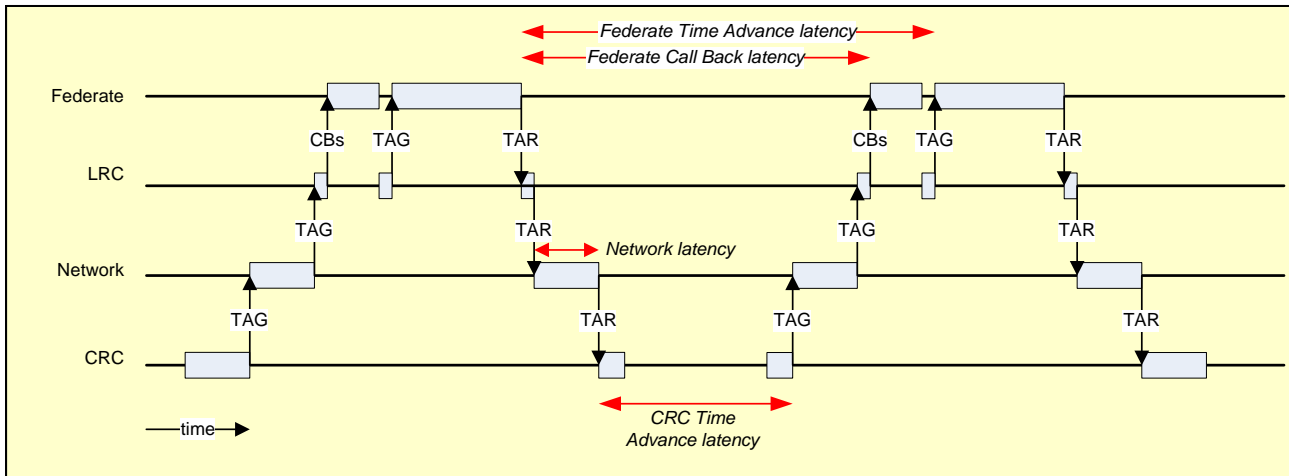 Federate Time Advance latency
Federate Call Back latency
Federate
CBs TAG TAR CBs TAG TAR
LRC
TAG TAR TAG TAR
Network latency
Network
TAG TAR TAG TAR
CRC
CRC Time
Advance latency
time